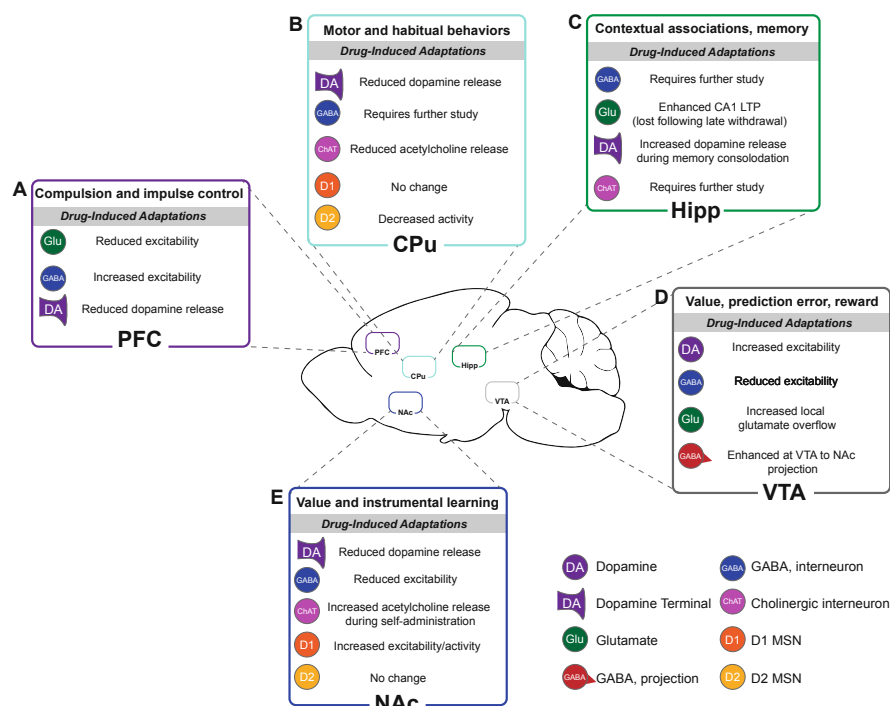 A
Compulsion and impulse control
Drug-Induced Adaptations
Glu Reduced excitability
GABA Increased excitability
DA Reduced dopamine release
PFC
B
Motor and habitual behaviors
Drug-Induced Adaptations
DA Reduced dopamine release
GABA Requires further study
ChAT Reduced acetylcholine release
D1 No change
D2 Decreased activity
CPu
C
Contextual associations, memory
Drug-Induced Adaptations
GABA Requires further study
Glu Enhanced CA1 LTP
(lost following late withdrawal)
DA Increased dopamine release
during memory consolodation
ChAT Requires further study
Hipp
D
Value, prediction error, reward
Drug-Induced Adaptations
DA Increased excitability
GABA Reduced excitability
Glu Increased local
glutamate overflow
GABA Enhanced at VTA to NAc
projection
VTA
PFC
CPu
Hipp
NAc
VTA
E
Value and instrumental learning
Drug-Induced Adaptations
DA Reduced dopamine release
GABA Reduced excitability
ChAT Increased acetylcholine release
during self-administration
D1 Increased excitability/activity
D2 No change
NAc
DA Dopamine
DA Dopamine Terminal
Glu Glutamate
GABA GABA, projection
GABA GABA, interneuron
ChAT Cholinergic interneuron
D1 D1 MSN
D2 D2 MSN